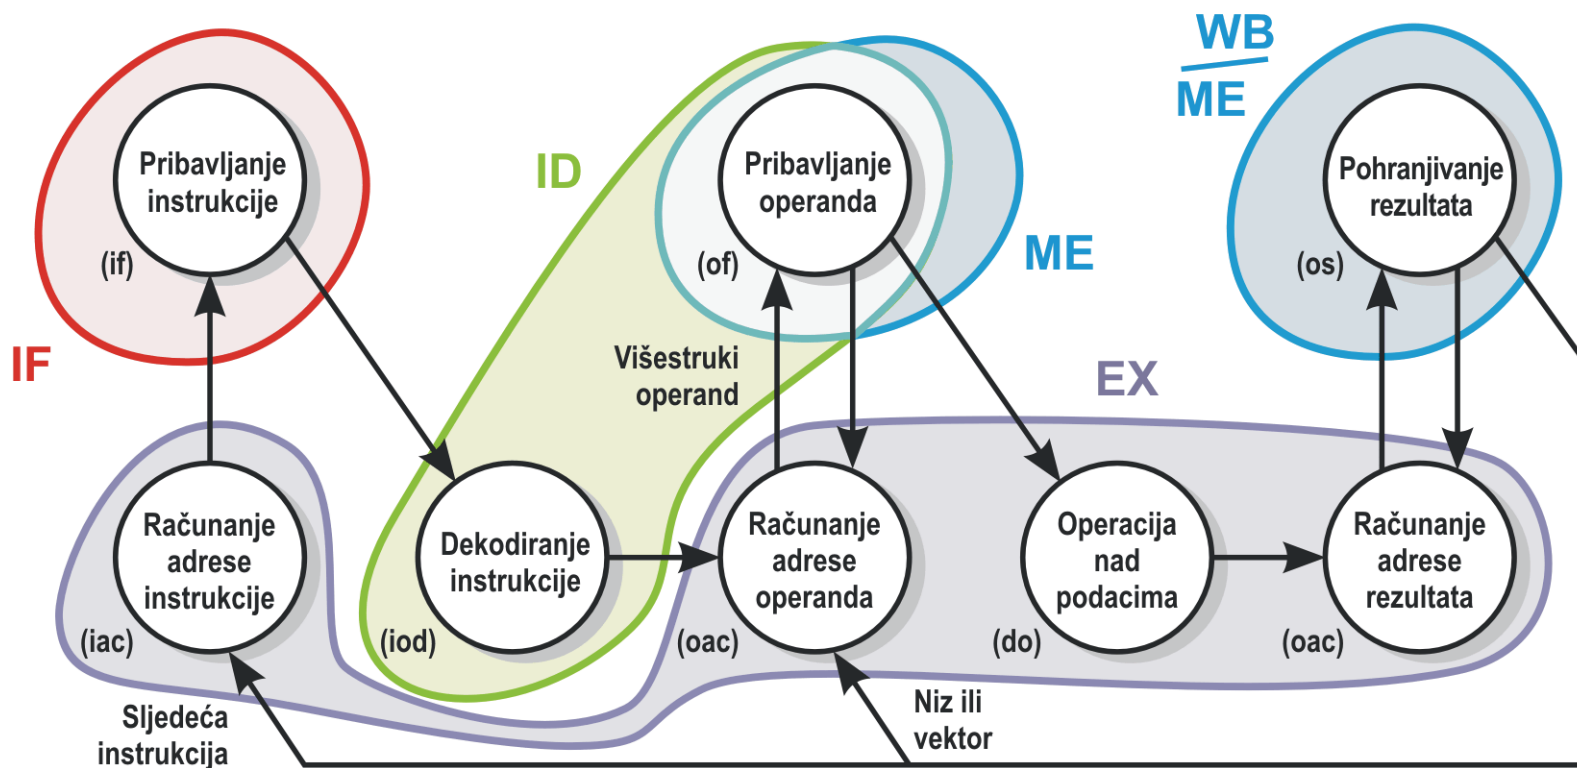 WB
ME
Pribavljanje
instrukcije
(if)
IF
ID
Pribavljanje
operanda
(of)
ME
Pohranjivanje
rezultata
(os)
Višestruki
operand
EX
Računanje
adrese
instrukcije
(iac)
Dekodiranje
instrukcije
(iod)
Računanje
adrese
operanda
(oac)
Operacija
nad
podacima
(do)
Računanje
adrese
rezultata
(oac)
Sljedeća
instrukcija
Niz ili
vektor